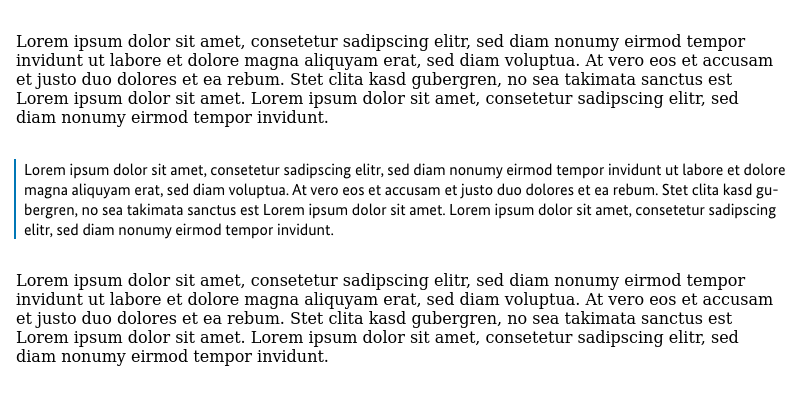 Lorem ipsum dolor sit amet, consetetur sadipscing elitr, sed diam nonumy eirmod tempor
invidunt ut labore et dolore magna aliquyam erat, sed diam voluptua. At vero eos et accusam
et justo duo dolores et ea rebum. Stet clita kasd gubergren, no sea takimata sanctus est
Lorem ipsum dolor sit amet. Lorem ipsum dolor sit amet, consetetur sadipscing elitr, sed
diam nonumy eirmod tempor invidunt.
Lorem ipsum dolor sit amet, consetetur sadipscing elitr, sed diam nonumy eirmod tempor invidunt ut labore et dolore
magna aliquyam erat, sed diam voluptua. At vero eos et accusam et justo duo dolores et ea rebum. Stet clita kasd gu-
bergren, no sea takimata sanctus est Lorem ipsum dolor sit amet. Lorem ipsum dolor sit amet, consetetur sadipscing
elitr, sed diam nonumy eirmod tempor invidunt.
Lorem ipsum dolor sit amet, consetetur sadipscing elitr, sed diam nonumy eirmod tempor
invidunt ut labore et dolore magna aliquyam erat, sed diam voluptua. At vero eos et accusam
et justo duo dolores et ea rebum. Stet clita kasd gubergren, no sea takimata sanctus est
Lorem ipsum dolor sit amet. Lorem ipsum dolor sit amet, consetetur sadipscing elitr, sed
diam nonumy eirmod tempor invidunt.